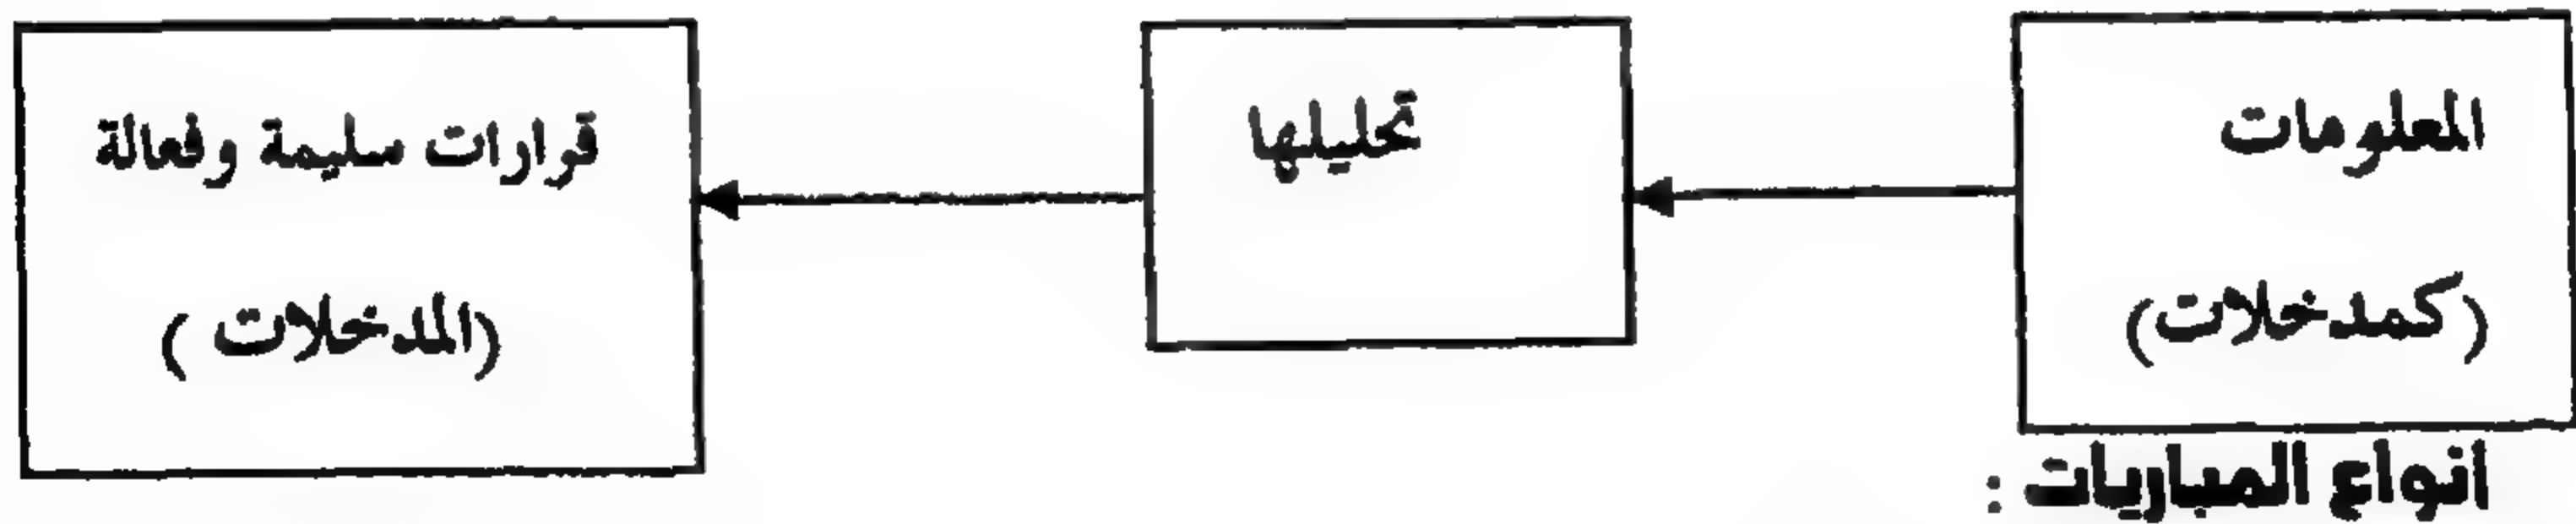 المعلومات
(كمدخلات)
تحليلها
قرارات سليمة وفعالة
(المدخلات )
انواع المباريات :